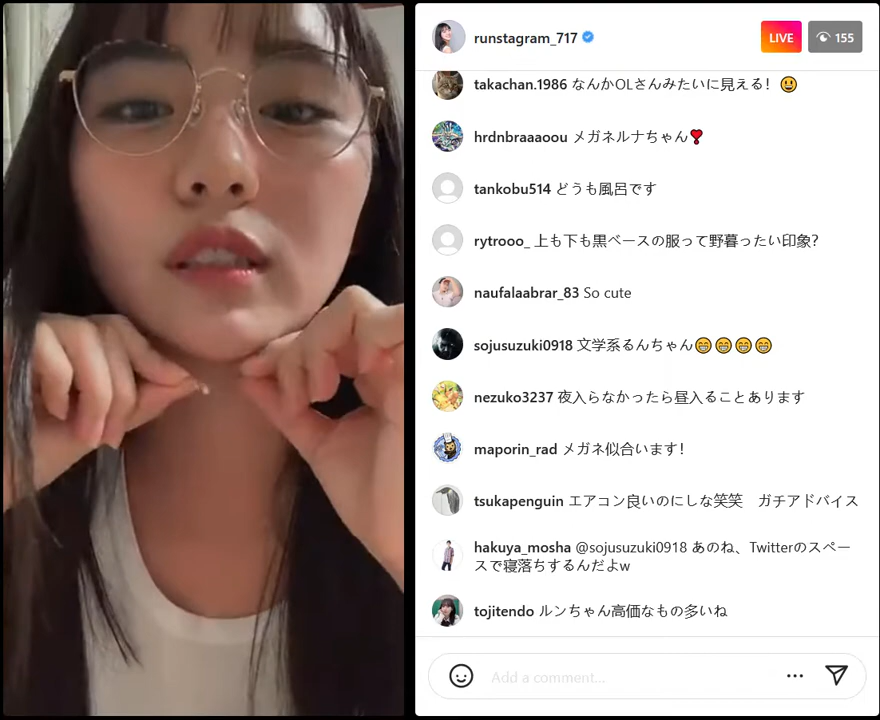 runstagram_717
LIVE
155
takachan.1986 なんかOLさんみたいに見える！😃
hrdnbraaaoou メガネルナちゃん❣
tankobu514 どうも風呂です
rytrooo_ 上も下も黒ベースの服って野暮ったい印象?
naufalaabrar_83 So cute
sojusuzuki0918 文学系るんちゃん😁😁😁😁
nezuko3237 夜入らなかったら昼入ることあります
maporin_rad メガネ似合います！
tsukapenguin エアコン良いのにしな笑笑　ガチアドバイス
hakuya_mosha @sojusuzuki0918 あのね、Twitterのスペー
スで寝落ちするんだよw
tojitendo ルンちゃん高価なもの多いね
Add a comment...